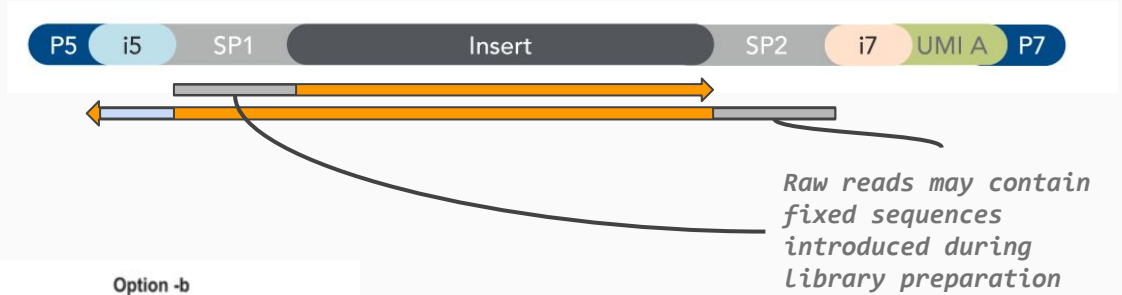 P5 i5 SP1 Insert SP2 i7 UMI A P7
Raw reads may contain
fixed sequences
introduced during
library preparation
Option -b